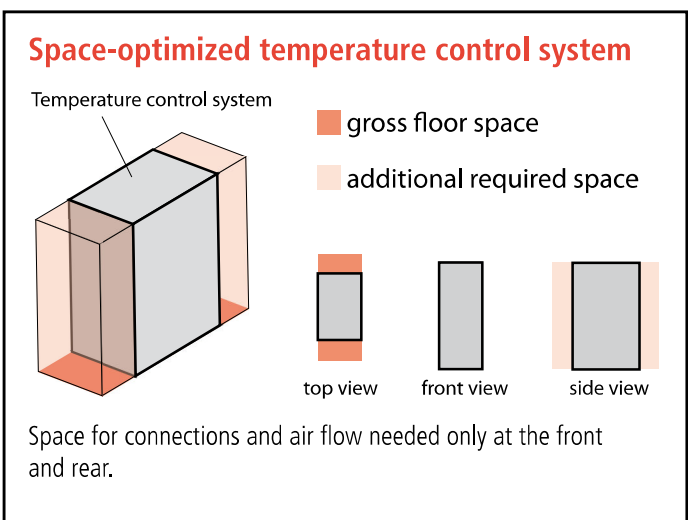 Space-optimized temperature control system
Temperature control system
gross floor space
additional required space
top view
front view
side view
Space for connections and air flow needed only at the front
and rear.